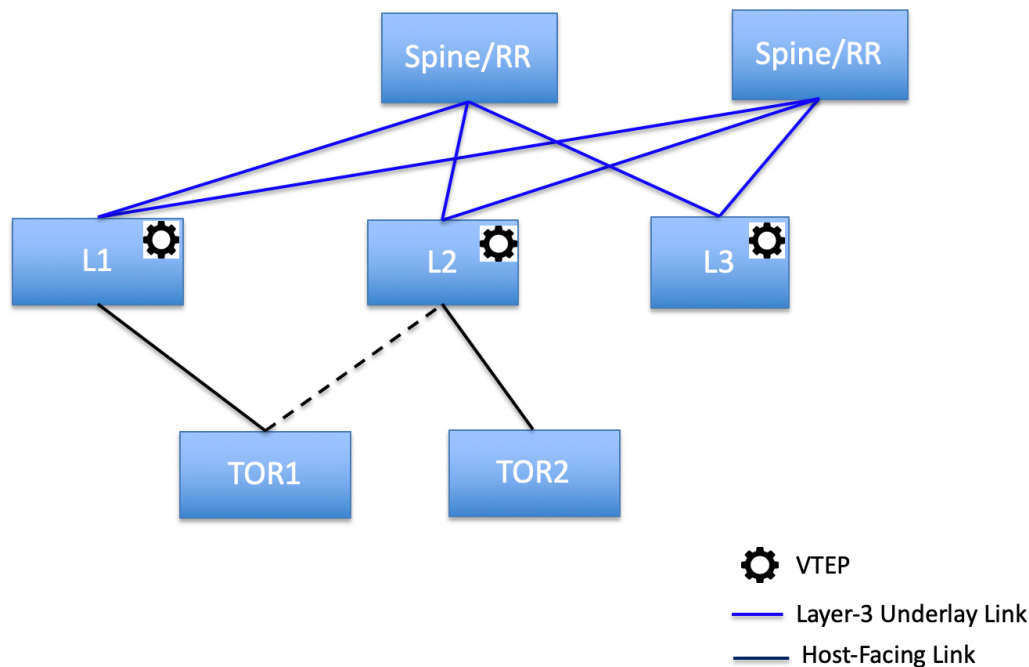 Spine/RR
Spine/RR
L1
L2
L3
TOR1
TOR2
VTEP
Layer-3 Underlay Link
Host-Facing Link